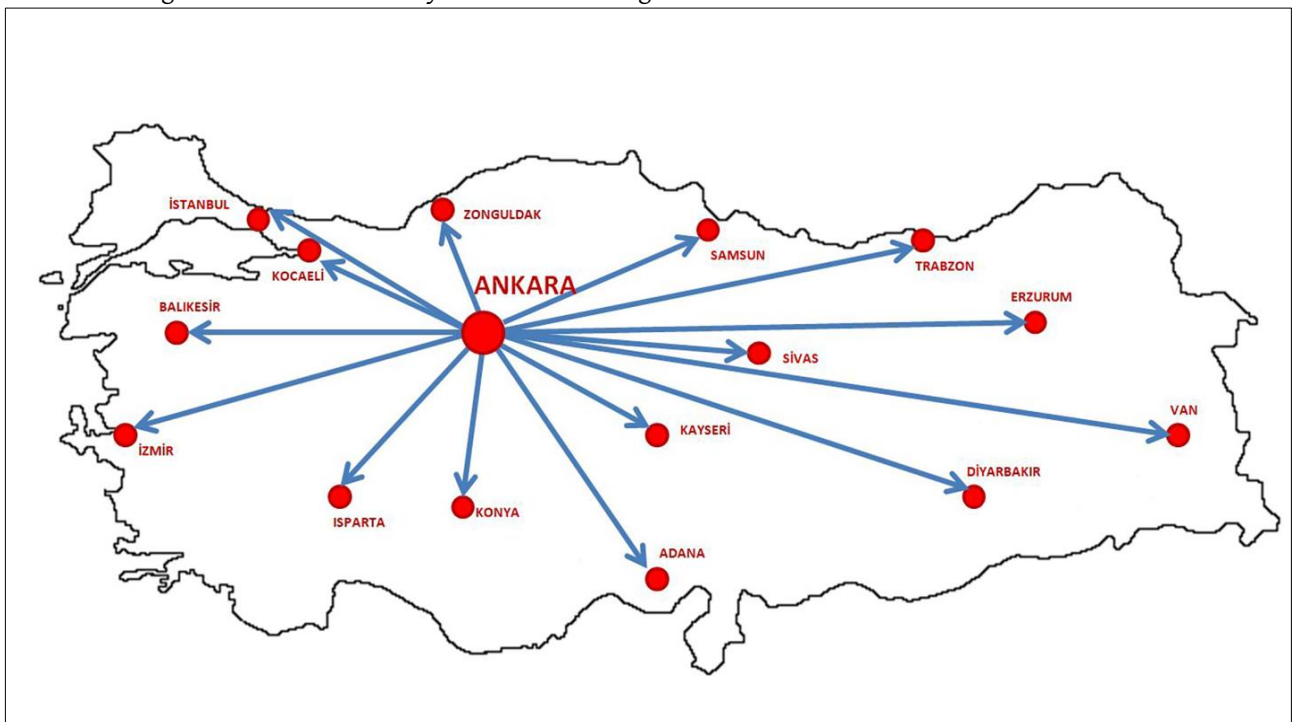 İSTANBUL
ZONGULDAK
KOCAELİ
SAMSUN
TRABZON
ANKARA
BALIKESİR
ERZURUM
SİVAS
VAN
KAYSERİ
İZMİR
DİYARBAKIR
ISPARTA
KONYA
ADANA